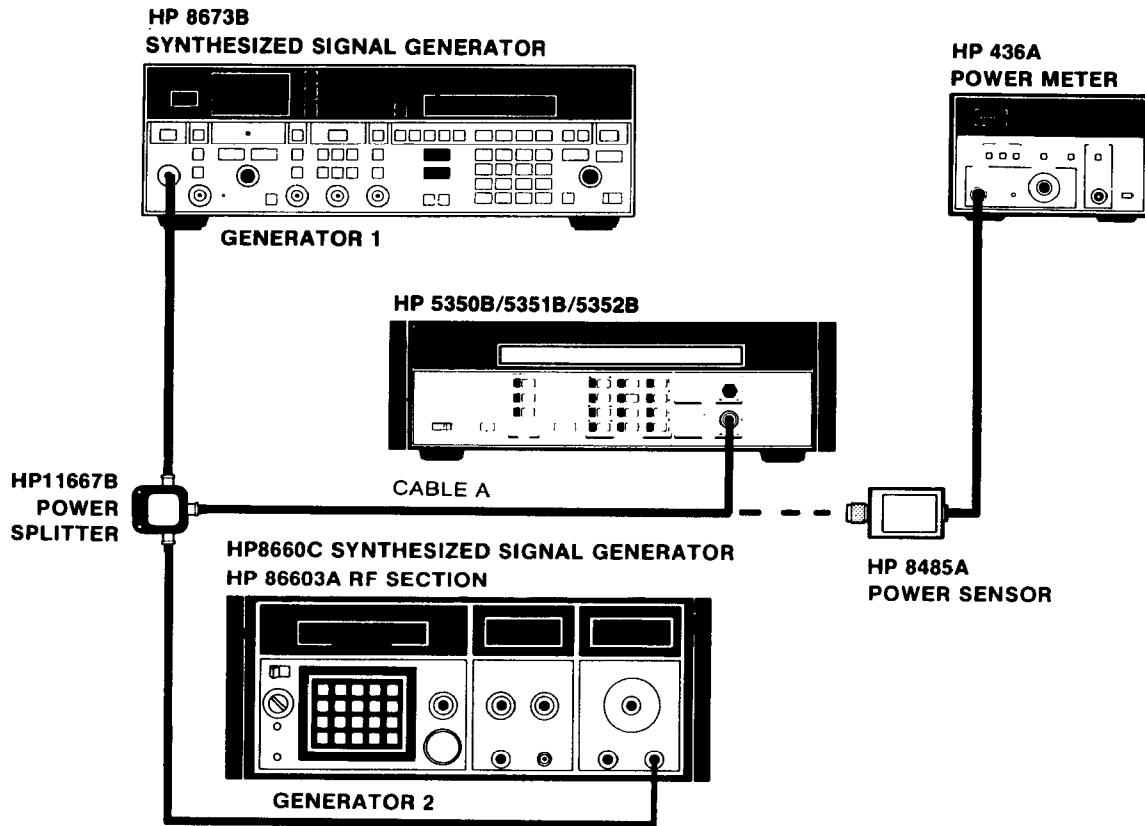 HP 8673B
SYNTHESIZED SIGNAL GENERATOR
HP 436A
POWER METER
GENERATOR 1
HP 5350B/5351B/5352B
HP11667B
POWER
SPLITTER
CABLE A
HP 8485A
POWER SENSOR
HP8660C SYNTHESIZED SIGNAL GENERATOR
HP 86603A RF SECTION
GENERATOR 2